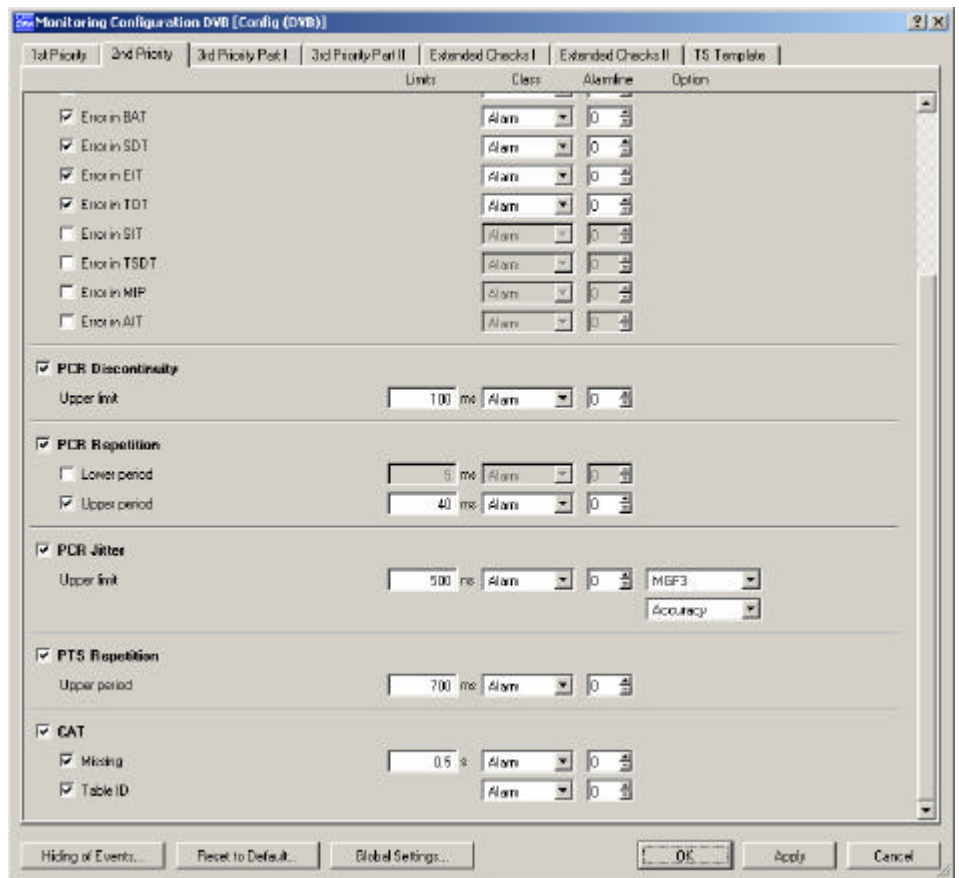 Monitoring Configuration DVB [Config (DVB)]
1st Priority 2nd Priority 3rd Priority Part I 3rd Priority Part II Extended Checks I Extended Checks II TS Template
Limits Class Alarmline Option
Error in BAT Alarm 0
Error in SDT Alarm 0
Error in EIT Alarm 0
Error in TOT Alarm 0
Error in SIT Alarm 0
Error in TSDT Alarm 0
Error in MIP Alarm 0
Error in AIT Alarm 0
PCR Discontinuity
Upper limit 100 ms Alarm 0
PCR Repetition
Lower period ms Alarm 0
Upper period 40 ms Alarm 0
PCR Jitter
Upper limit 500 ns Alarm 0 MGF3
Accuracy
PTS Repetition
Upper period 700 ms Alarm 0
CAT
Missing 0.5 s Alarm 0
Table ID Alarm 0
Hiding of Events... Reset to Default... Global Settings... OK Apply Cancel